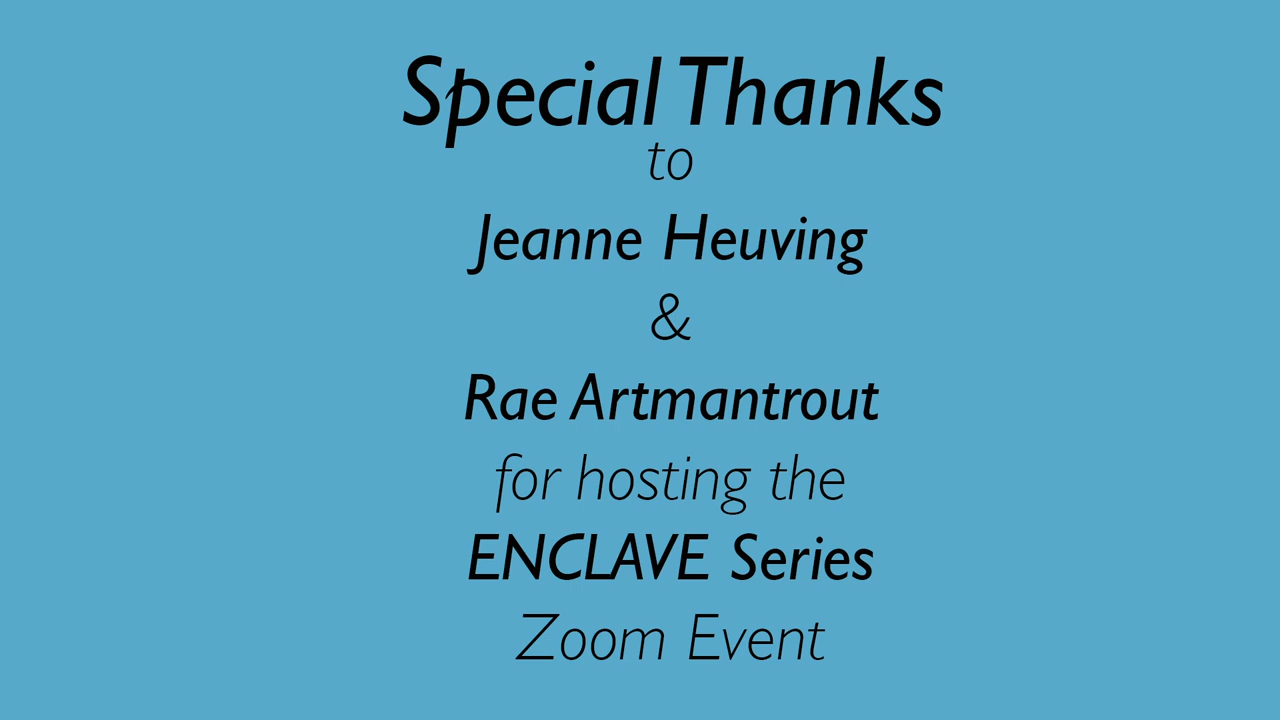 Special Thanks
to
Jeanne Heuving
&
Rae Artmantrout
for hosting the
ENCLAVE Series
Zoom Event